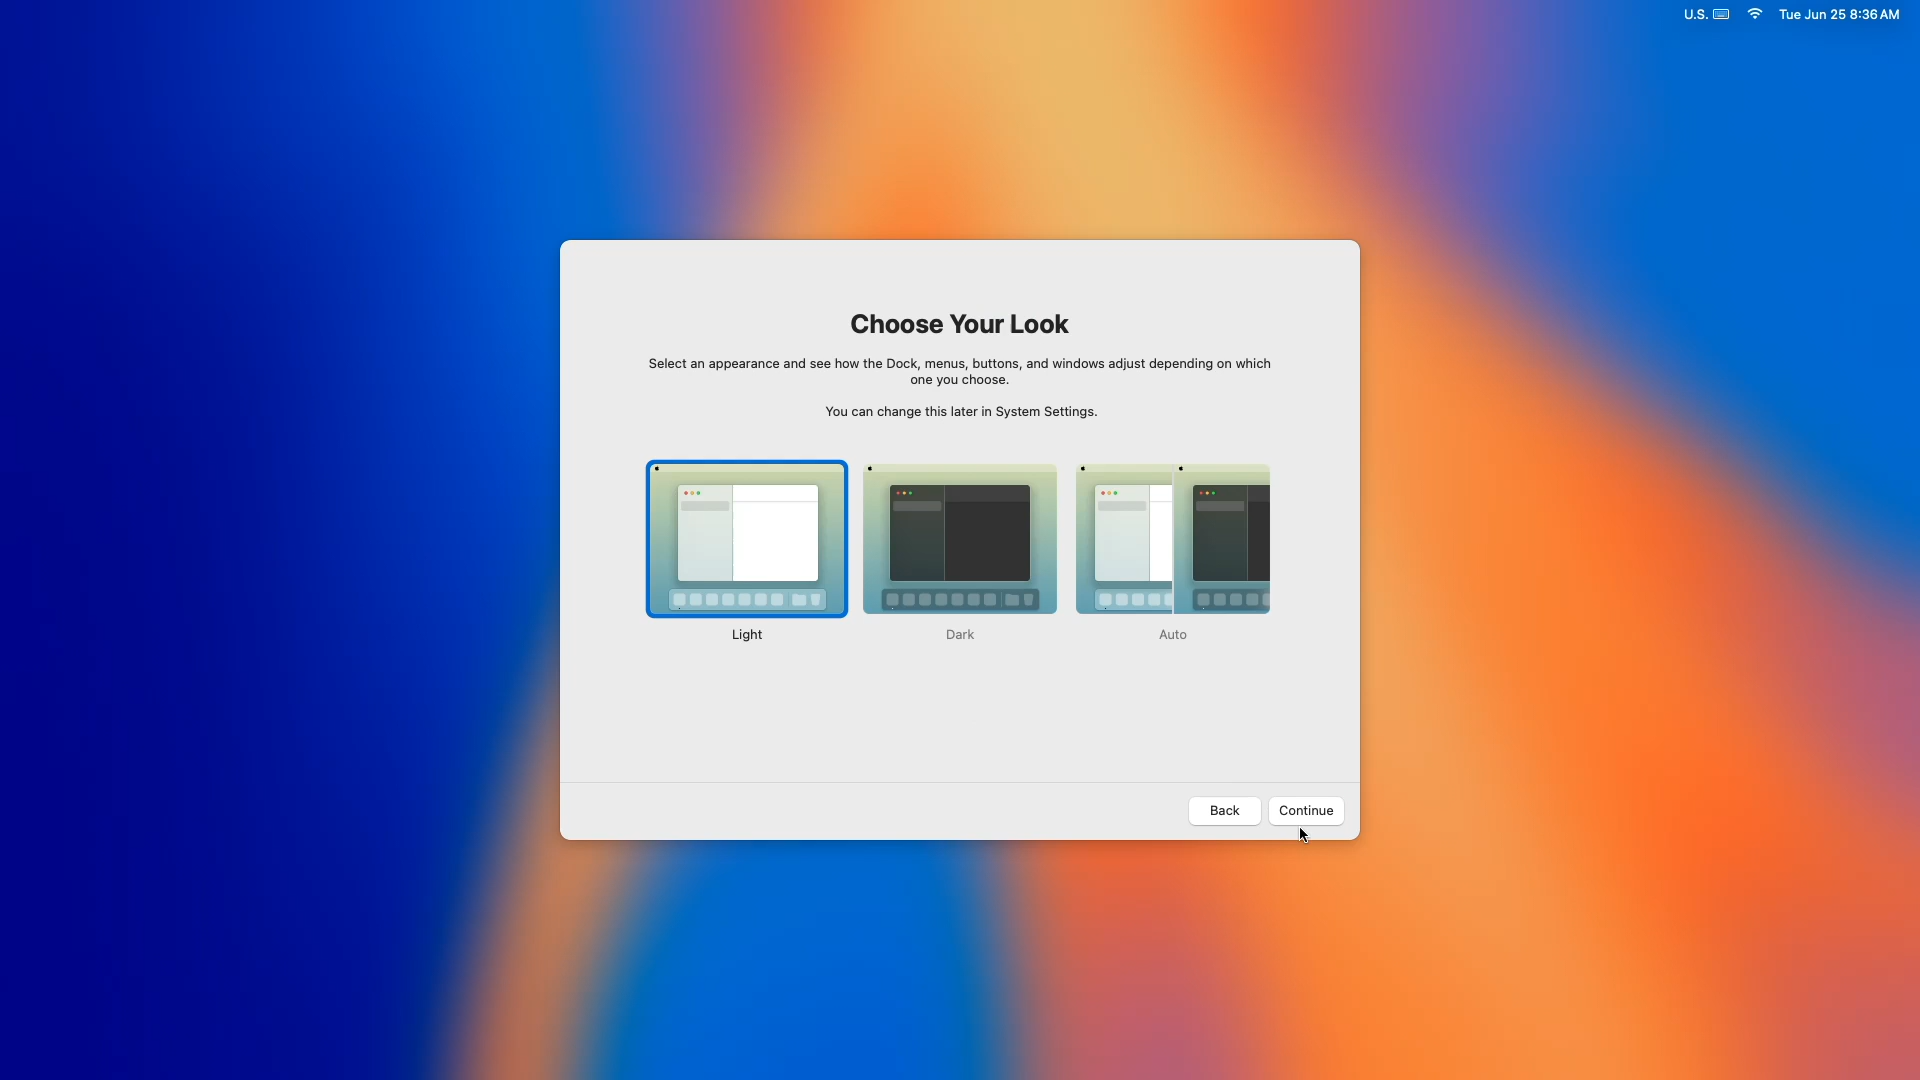 U.S. Tue Jun 25 8:36 AM
Choose Your Look
Select an appearance and see how the Dock, menus, buttons, and windows adjust depending on which
one you choose.
You can change this later in System Settings.
Light Dark Auto
Back Continue